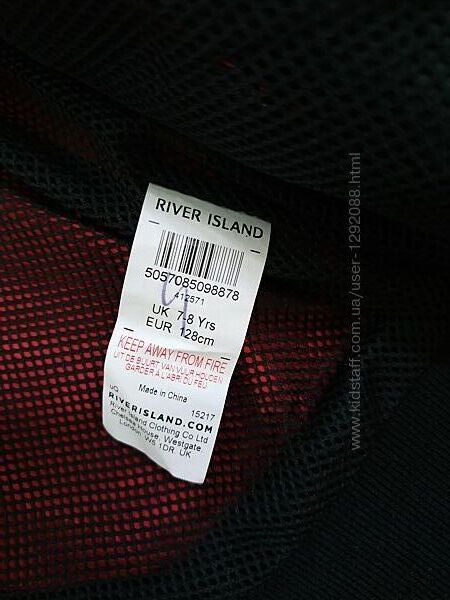 RIVER ISLAND
5057085098878
412571
UK 7-8 Yrs
EUR 128cm
KEEP AWAY FROM FIRE
UIT DE BUURT VAN VUUR HOUDEN
GARDER À L'ABRI DU FEU
Made in China
UG 15217
RIVERISLAND.COM
River Island Clothing Co Ltd
Chelsea House, Westgate
London, W5 1DR. UK
www.kidstaff.com.ua/user-1292088.html